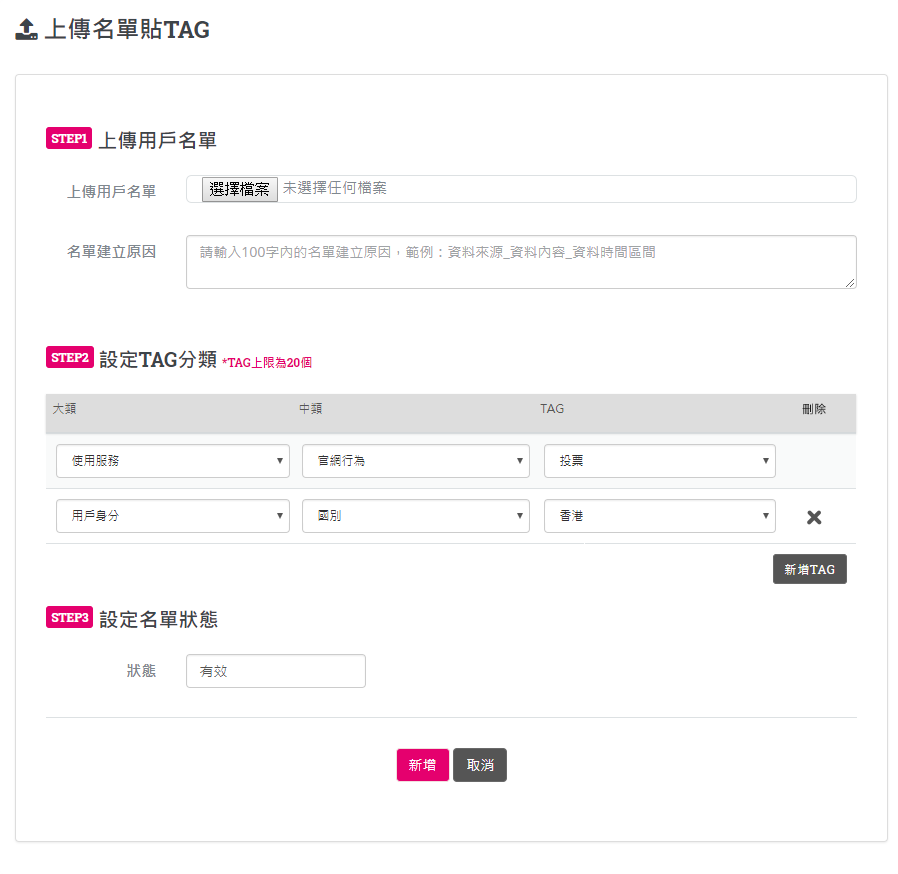 上傳名單貼TAG
STEP1 上傳用戶名單
上傳用戶名單 選擇檔案 未選擇任何檔案
名單建立原因 請輸入100字內的名單建立原因，範例：資料來源_資料內容_資料時間區間
STEP2 設定TAG分類 *TAG上限為20個
大類 中類 TAG 刪除
使用服務 官網行為 投票
用戶身分 國別 香港
新增TAG
STEP3 設定名單狀態
狀態 有效
新增 取消